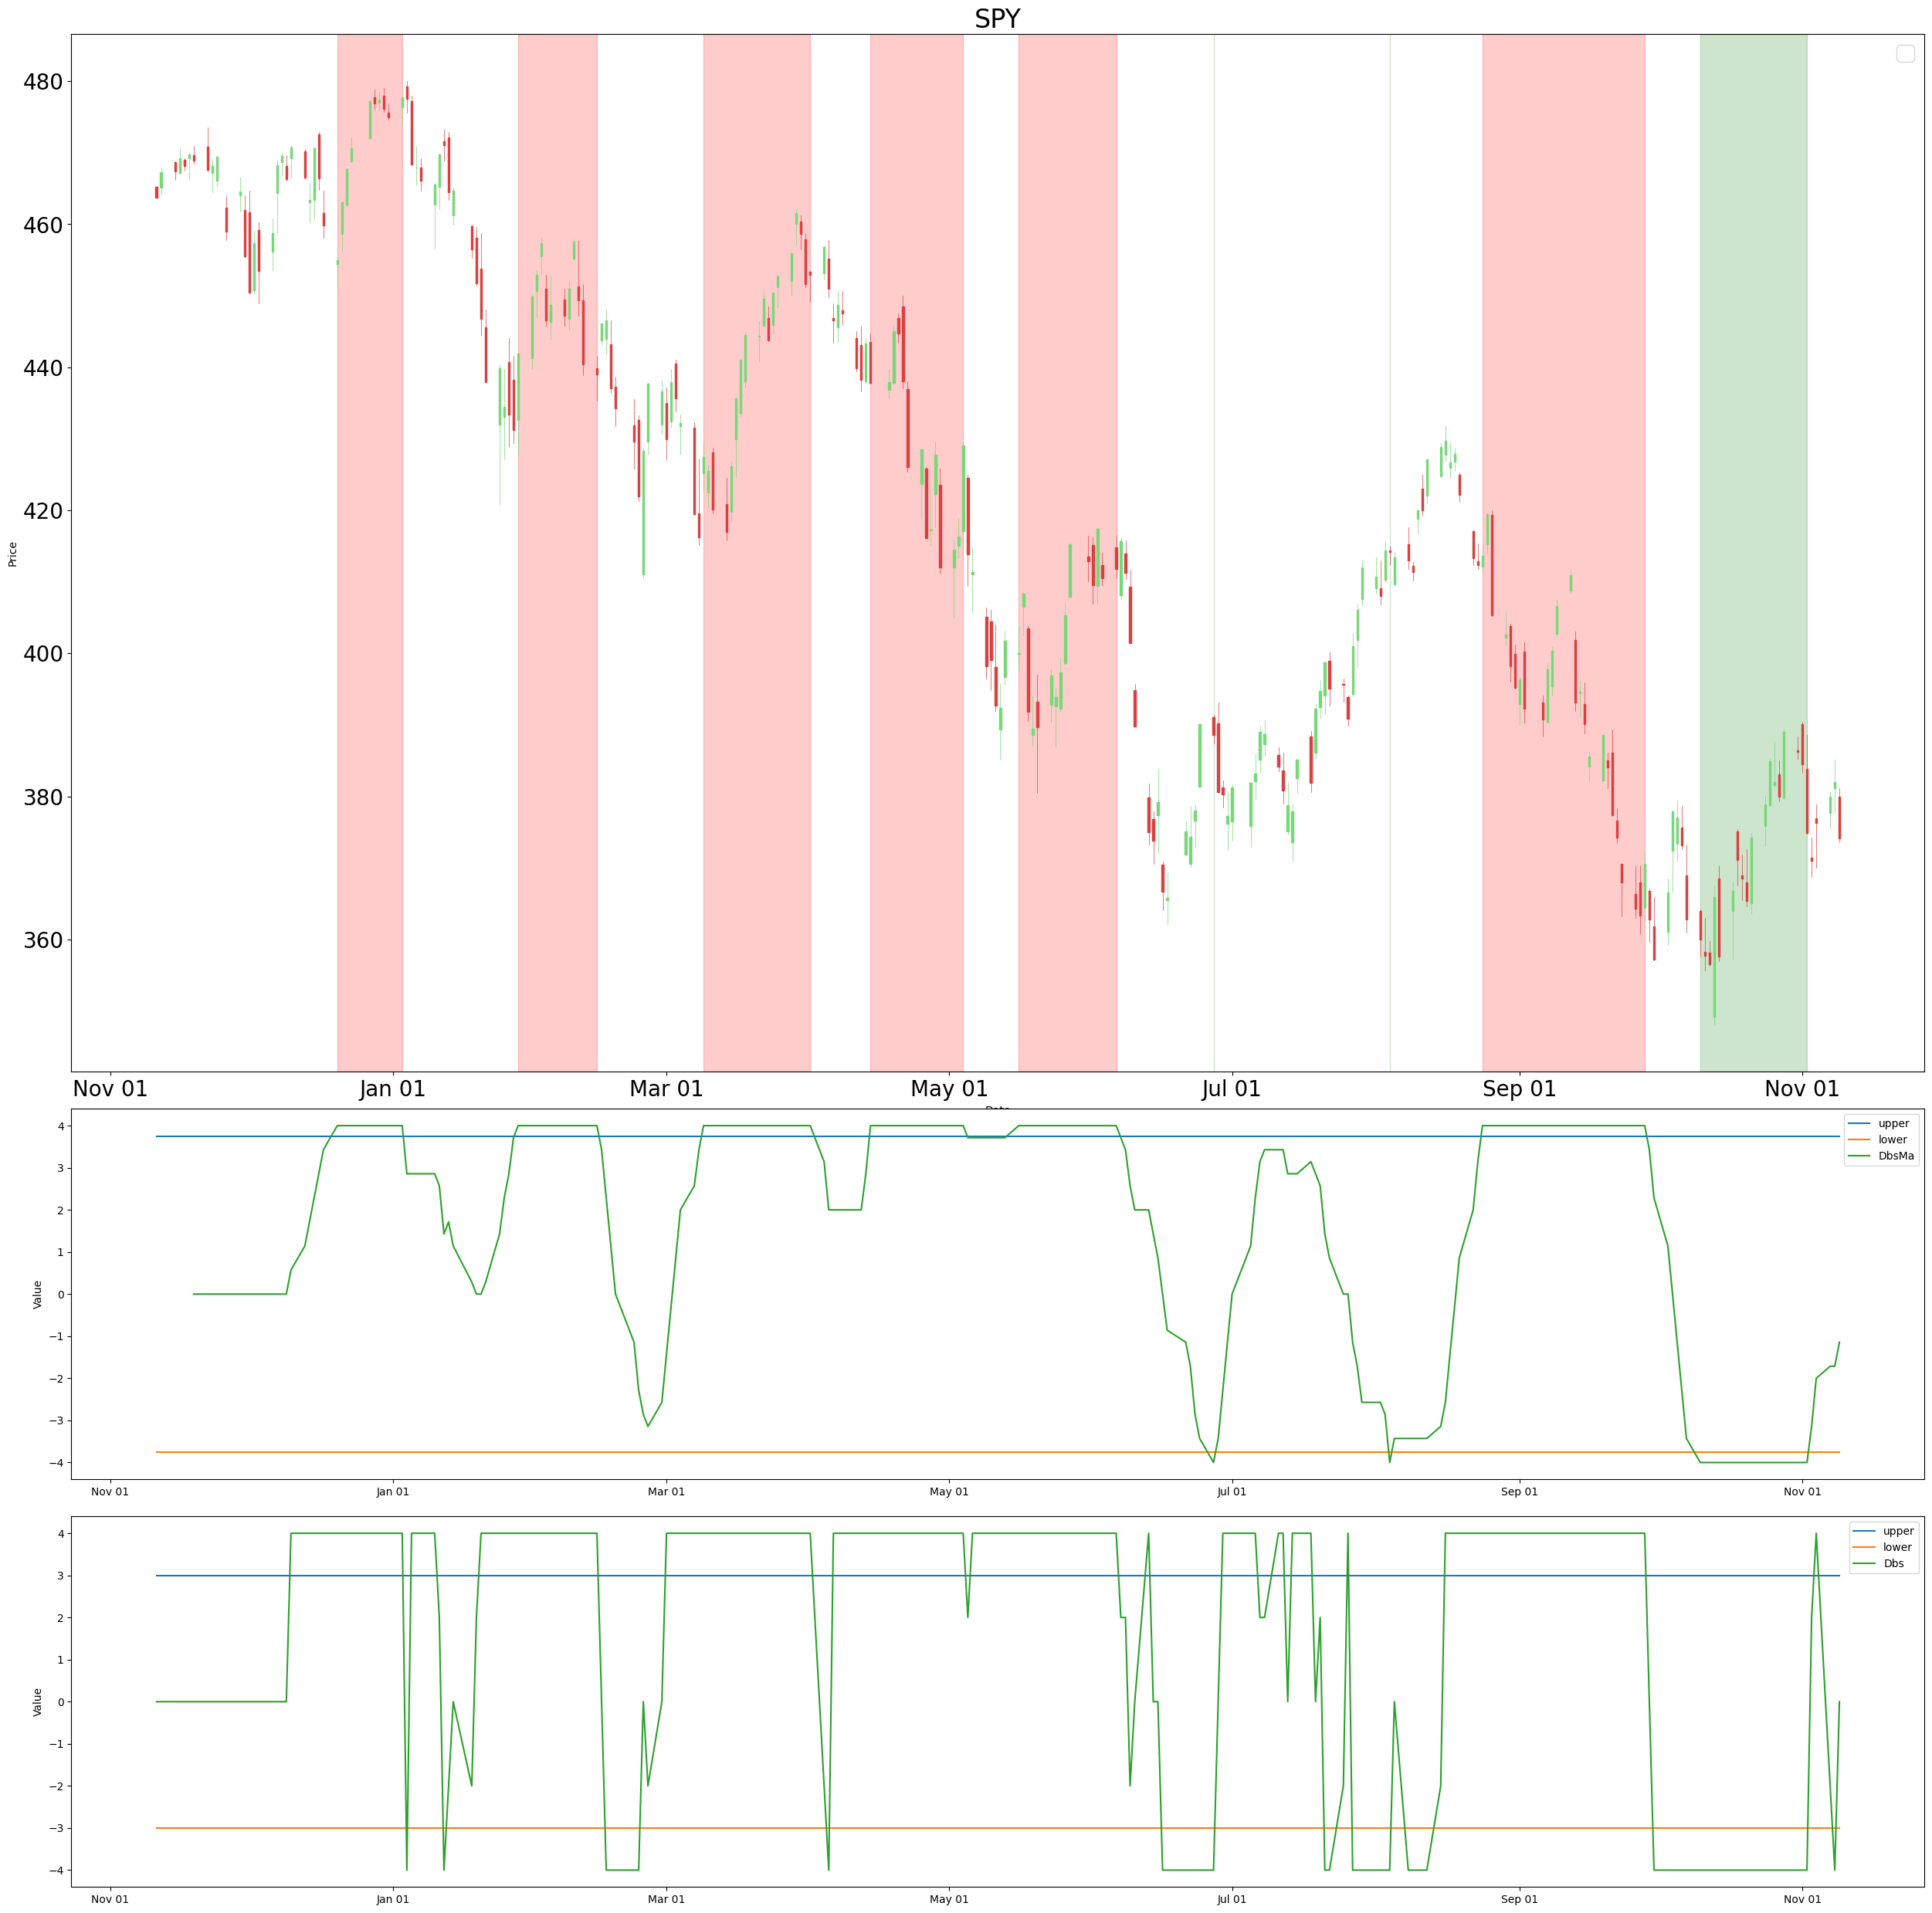 SPY
480
460
440
420
400
380
360
Price
Nov 01 Jan 01 Mar 01 May 01 Jul 01 Sep 01 Nov 01
Date
4
3
2
1
0
−1
−2
−3
−4
Value
upper
lower
DbsMa
Nov 01 Jan 01 Mar 01 May 01 Jul 01 Sep 01 Nov 01
4
3
2
1
0
−1
−2
−3
−4
Value
upper
lower
Dbs
Nov 01 Jan 01 Mar 01 May 01 Jul 01 Sep 01 Nov 01